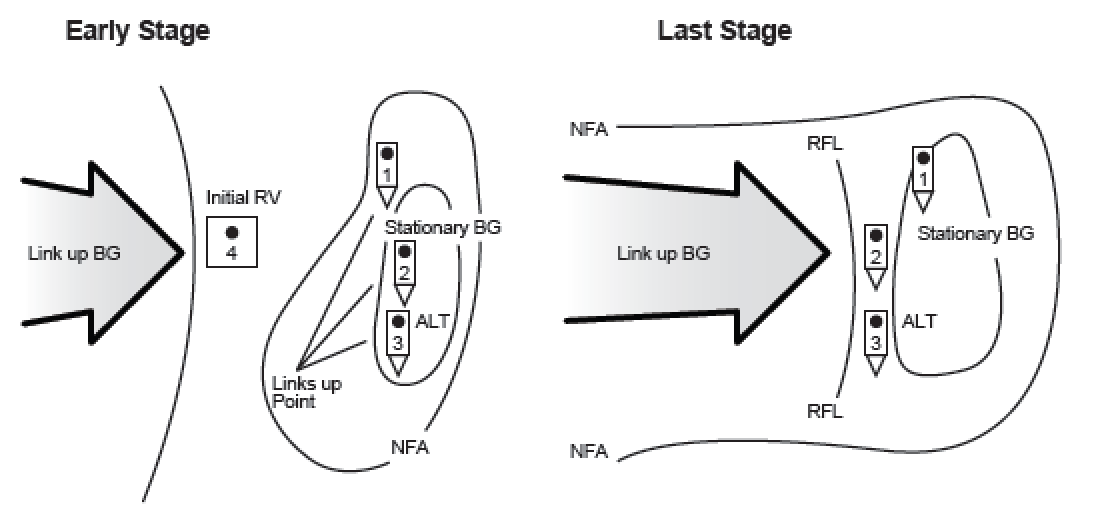 Early Stage
Last Stage
Initial RV
4
Link up BG
1
Stationary BG
2
ALT
3
Links up
Point
NFA
NFA
RFL
1
Link up BG
2
Stationary BG
3
ALT
RFL
NFA